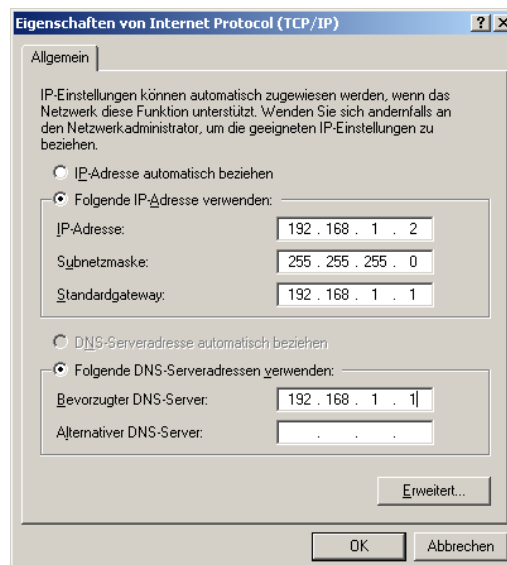 Eigenschaften von Internet Protocol (TCP/IP)
Allgemein
IP-Einstellungen können automatisch zugewiesen werden, wenn das
Netzwerk diese Funktion unterstützt. Wenden Sie sich andernfalls an
den Netzwerkadministrator, um die geeigneten IP-Einstellungen zu
beziehen.
IP-Adresse automatisch beziehen
Folgende IP-Adresse verwenden:
IP-Adresse: 192 . 168 . 1 . 2
Subnetzmaske: 255 . 255 . 255 . 0
Standardgateway: 192 . 168 . 1 . 1
DNS-Serveradresse automatisch beziehen
Folgende DNS-Serveradressen verwenden:
Bevorzugter DNS-Server: 192 . 168 . 1 . 1
Alternativer DNS-Server: . . .
Erweitert...
OK Abbrechen